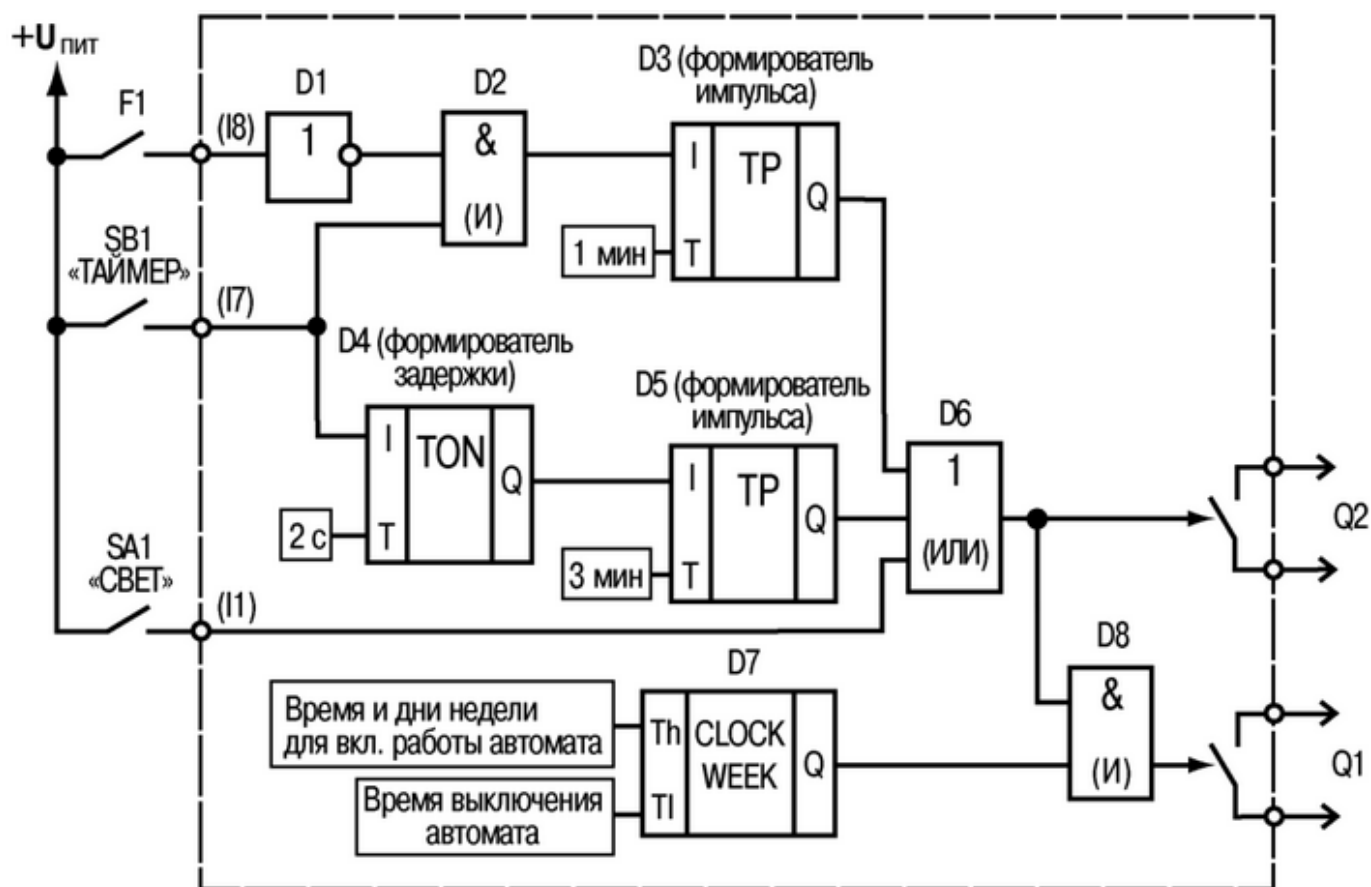 +Uпит
F1
(I8)
D1
1
D2
&
(И)
D3 (формирователь
импульса)
I
TP
Q
T
1 мин
SB1
«ТАЙМЕР»
(I7)
D4 (формирователь
задержки)
I
TON
Q
T
2 с
D5 (формирователь
импульса)
I
TP
Q
T
3 мин
D6
1
(ИЛИ)
Q2
SA1
«СВЕТ»
(I1)
D7
Время и дни недели
для вкл. работы автомата
Th
CLOCK
WEEK
Q
Tl
Время выключения
автомата
D8
&
(И)
Q1